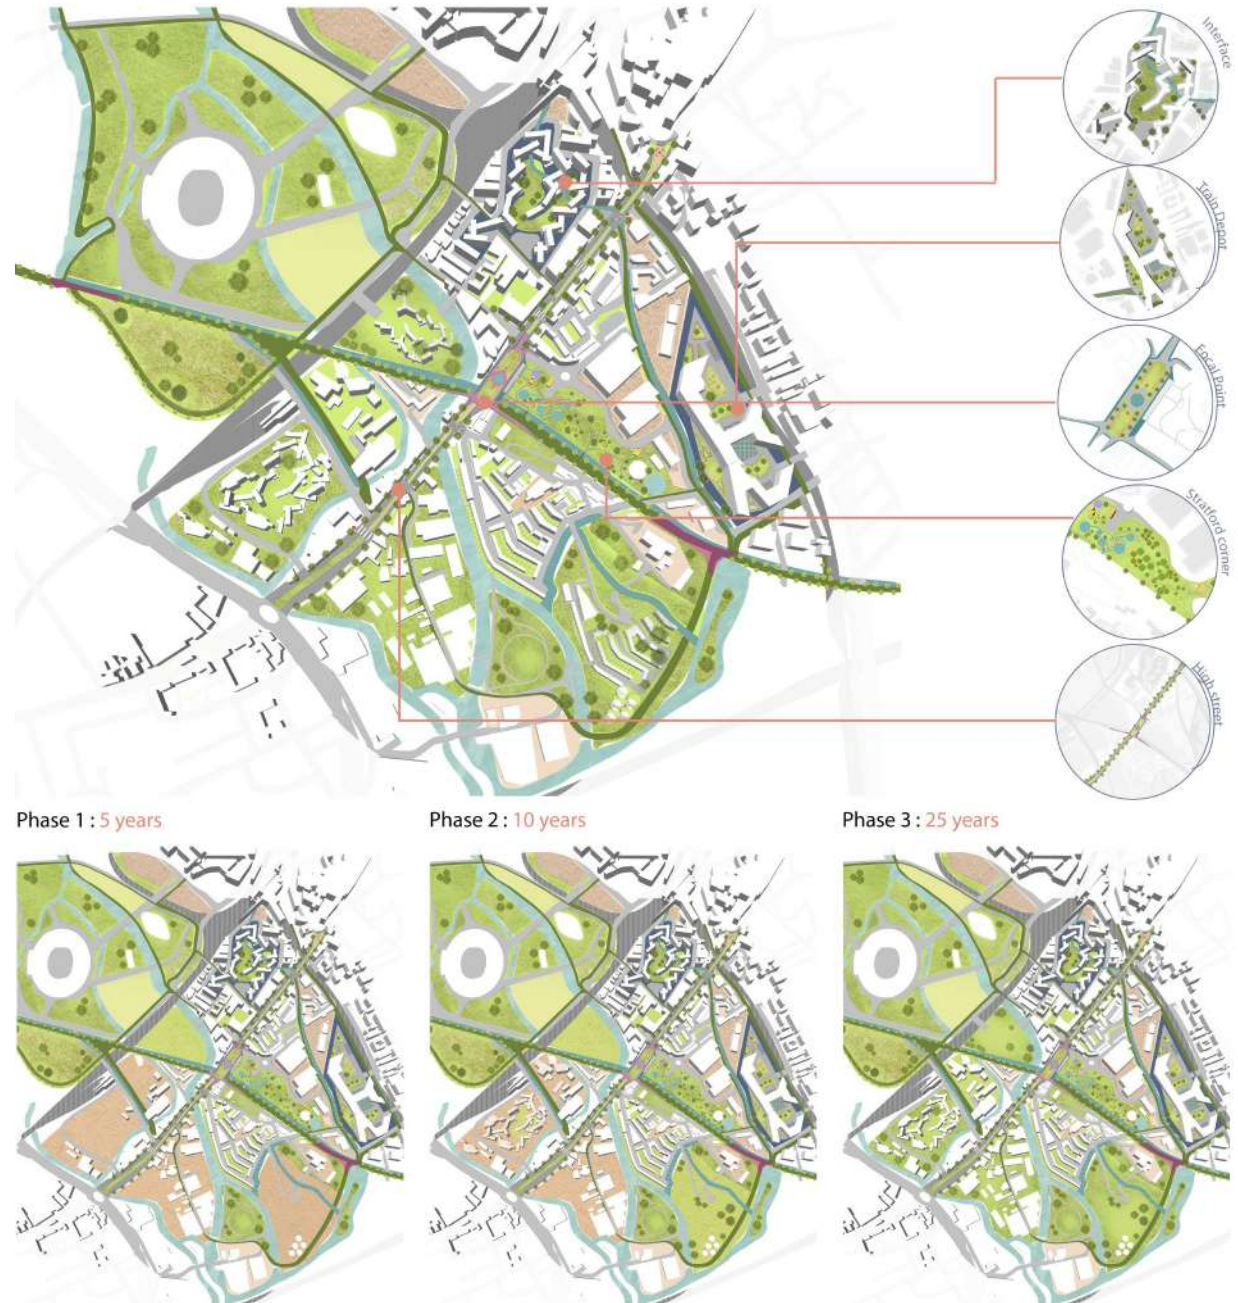 Interface
Train Depot
Focal Point
Stratford corner
High street
Phase 1 : 5 years
Phase 2 : 10 years
Phase 3 : 25 years